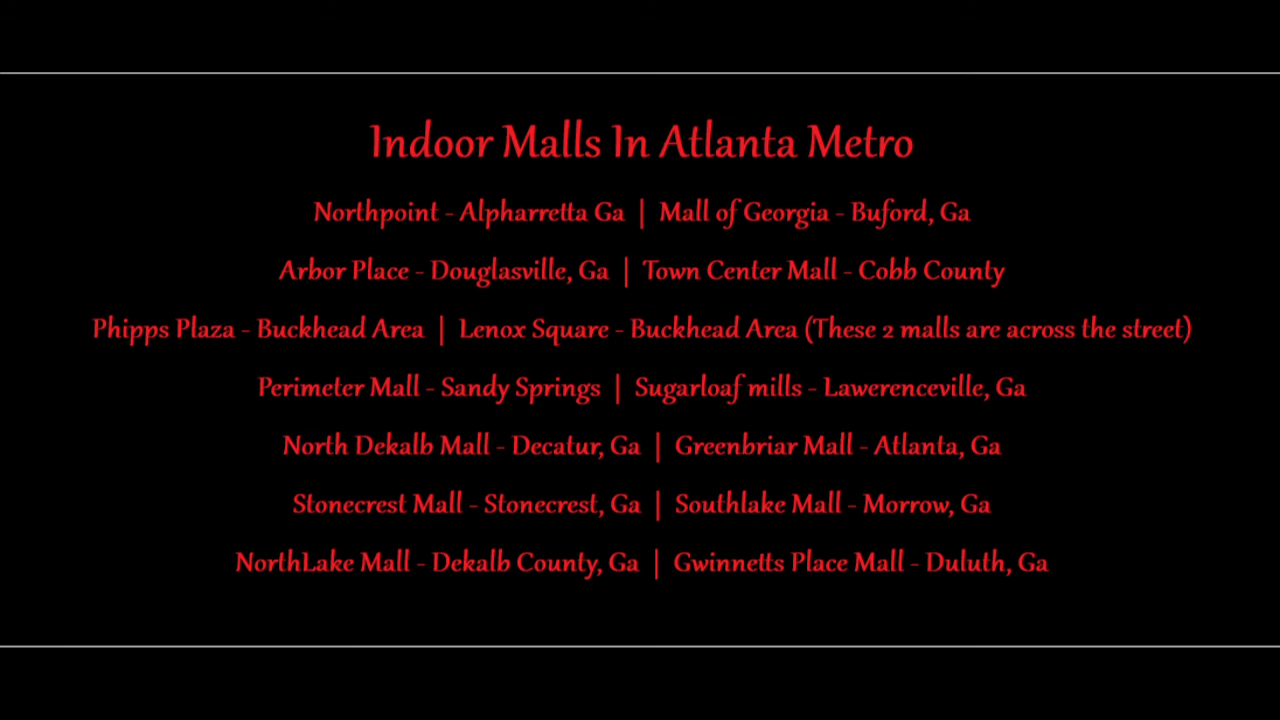 Indoor Malls In Atlanta Metro
Northpoint - Alpharretta Ga | Mall of Georgia - Buford, Ga
Arbor Place - Douglasville, Ga | Town Center Mall - Cobb County
Phipps Plaza - Buckhead Area | Lenox Square - Buckhead Area (These 2 malls are across the street)
Perimeter Mall - Sandy Springs | Sugarloaf mills - Lawerenceville, Ga
North Dekalb Mall - Decatur, Ga | Greenbriar Mall - Atlanta, Ga
Stonecrest Mall - Stonecrest, Ga | Southlake Mall - Morrow, Ga
NorthLake Mall - Dekalb County, Ga | Gwinnetts Place Mall - Duluth, Ga